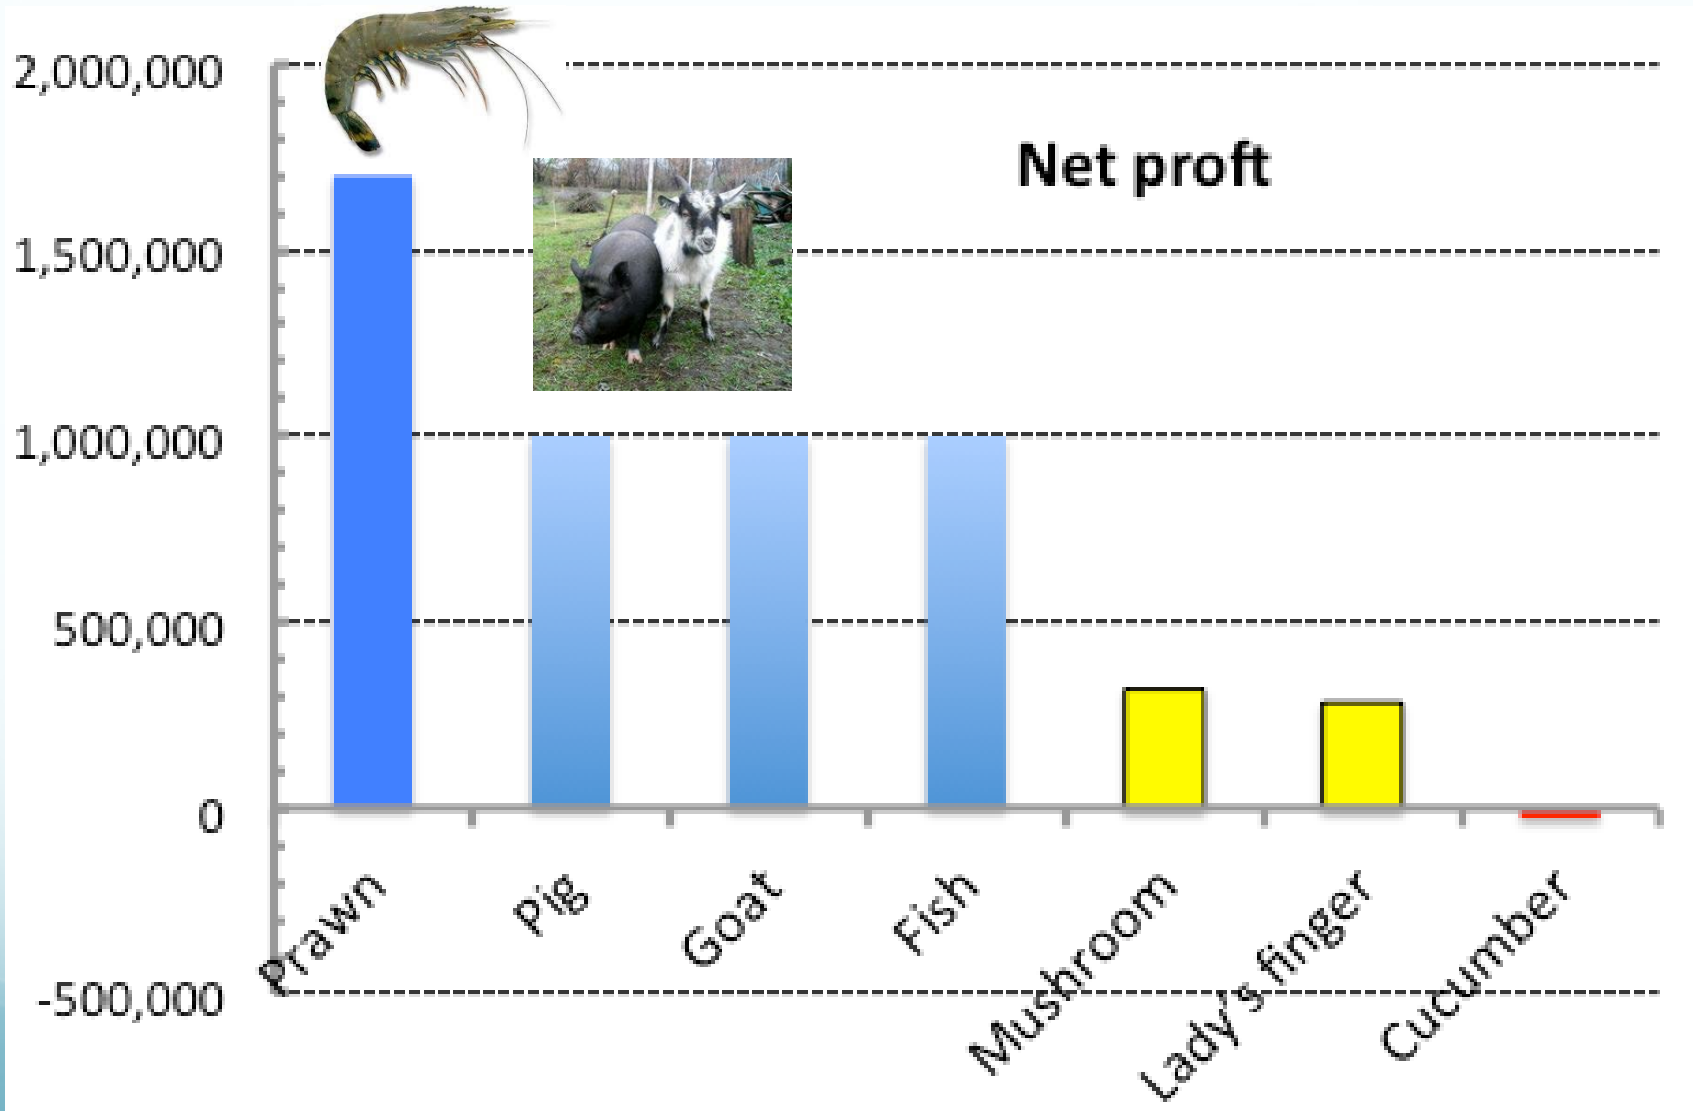 Net proft
2,000,000
1,500,000
1,000,000
500,000
0
-500,000
Prawn
Pig
Goat
Fish
Mushroom
Lady's finger
Cucumber